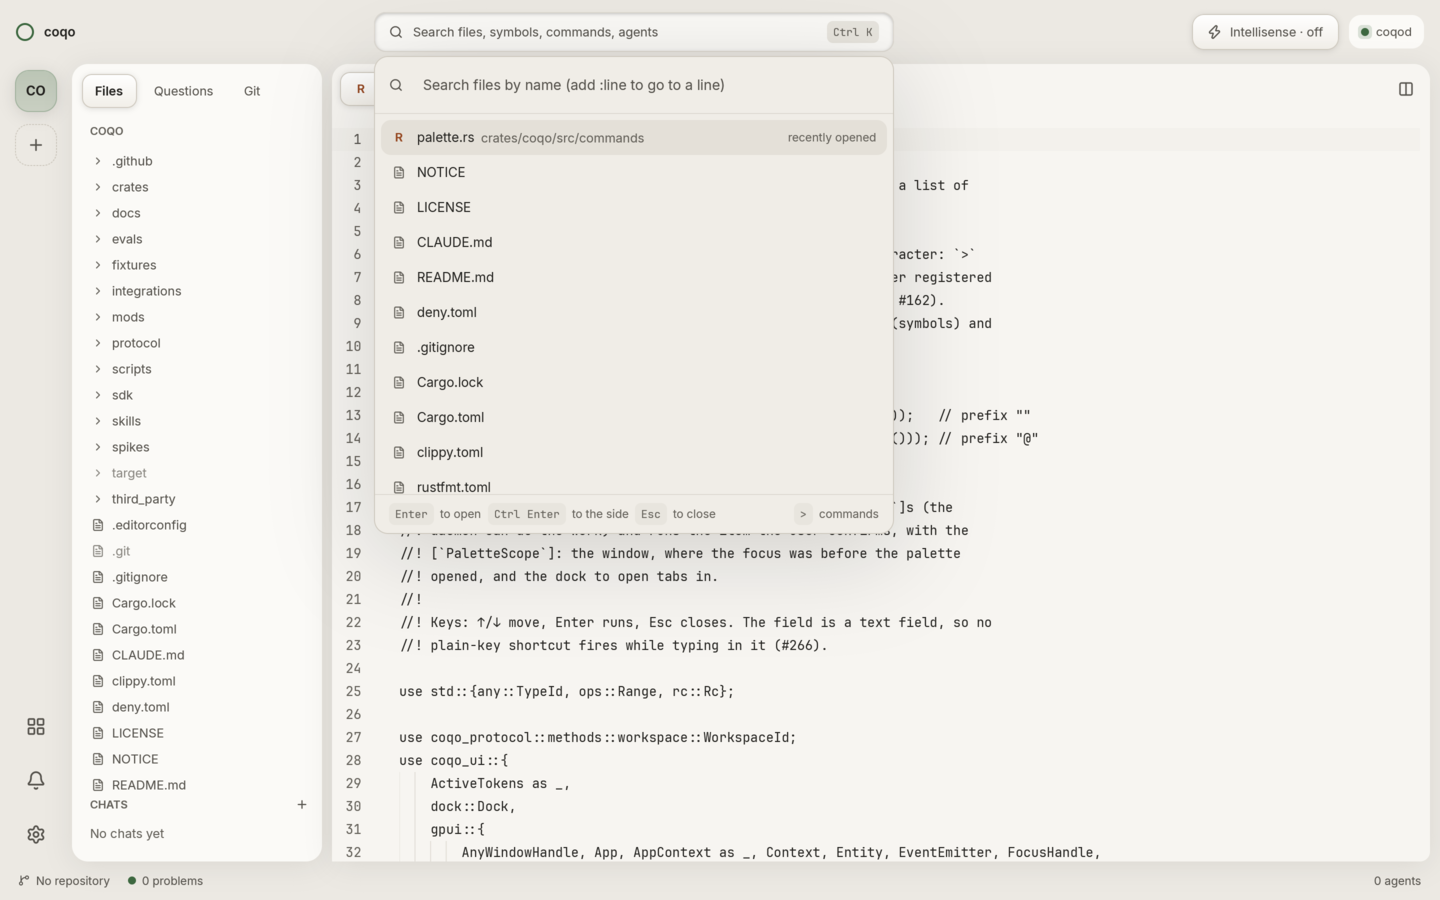 coqo
Search files, symbols, commands, agents
Ctrl K
Intellisense · off
coqod
CO
Files
Questions
Git
COQO
.github
crates
docs
evals
fixtures
integrations
mods
protocol
scripts
sdk
skills
spikes
target
third_party
.editorconfig
.git
.gitignore
Cargo.lock
Cargo.toml
CLAUDE.md
clippy.toml
deny.toml
LICENSE
NOTICE
README.md
CHATS
No chats yet
R
Search files by name (add :line to go to a line)
R palette.rs crates/coqo/src/commands recently opened
NOTICE
LICENSE
CLAUDE.md
README.md
deny.toml
.gitignore
Cargo.lock
Cargo.toml
clippy.toml
rustfmt.toml
Enter to open Ctrl Enter to the side Esc to close > commands
1
2
3 a list of
4
5
6 racter: `>`
7 er registered
8 #162).
9 (symbols) and
10
11
12
13 )); // prefix ""
14 ())); // prefix "@"
15
16
17 `]s (the
18 , with the
19 //! [`PaletteScope`]: the window, where the focus was before the palette
20 //! opened, and the dock to open tabs in.
21 //!
22 //! Keys: ↑/↓ move, Enter runs, Esc closes. The field is a text field, so no
23 //! plain-key shortcut fires while typing in it (#266).
24
25 use std::{any::TypeId, ops::Range, rc::Rc};
26
27 use coqo_protocol::methods::workspace::WorkspaceId;
28 use coqo_ui::{
29 ActiveTokens as _,
30 dock::Dock,
31 gpui::{
32 AnyWindowHandle, App, AppContext as _, Context, Entity, EventEmitter, FocusHandle,
No repository
0 problems
0 agents